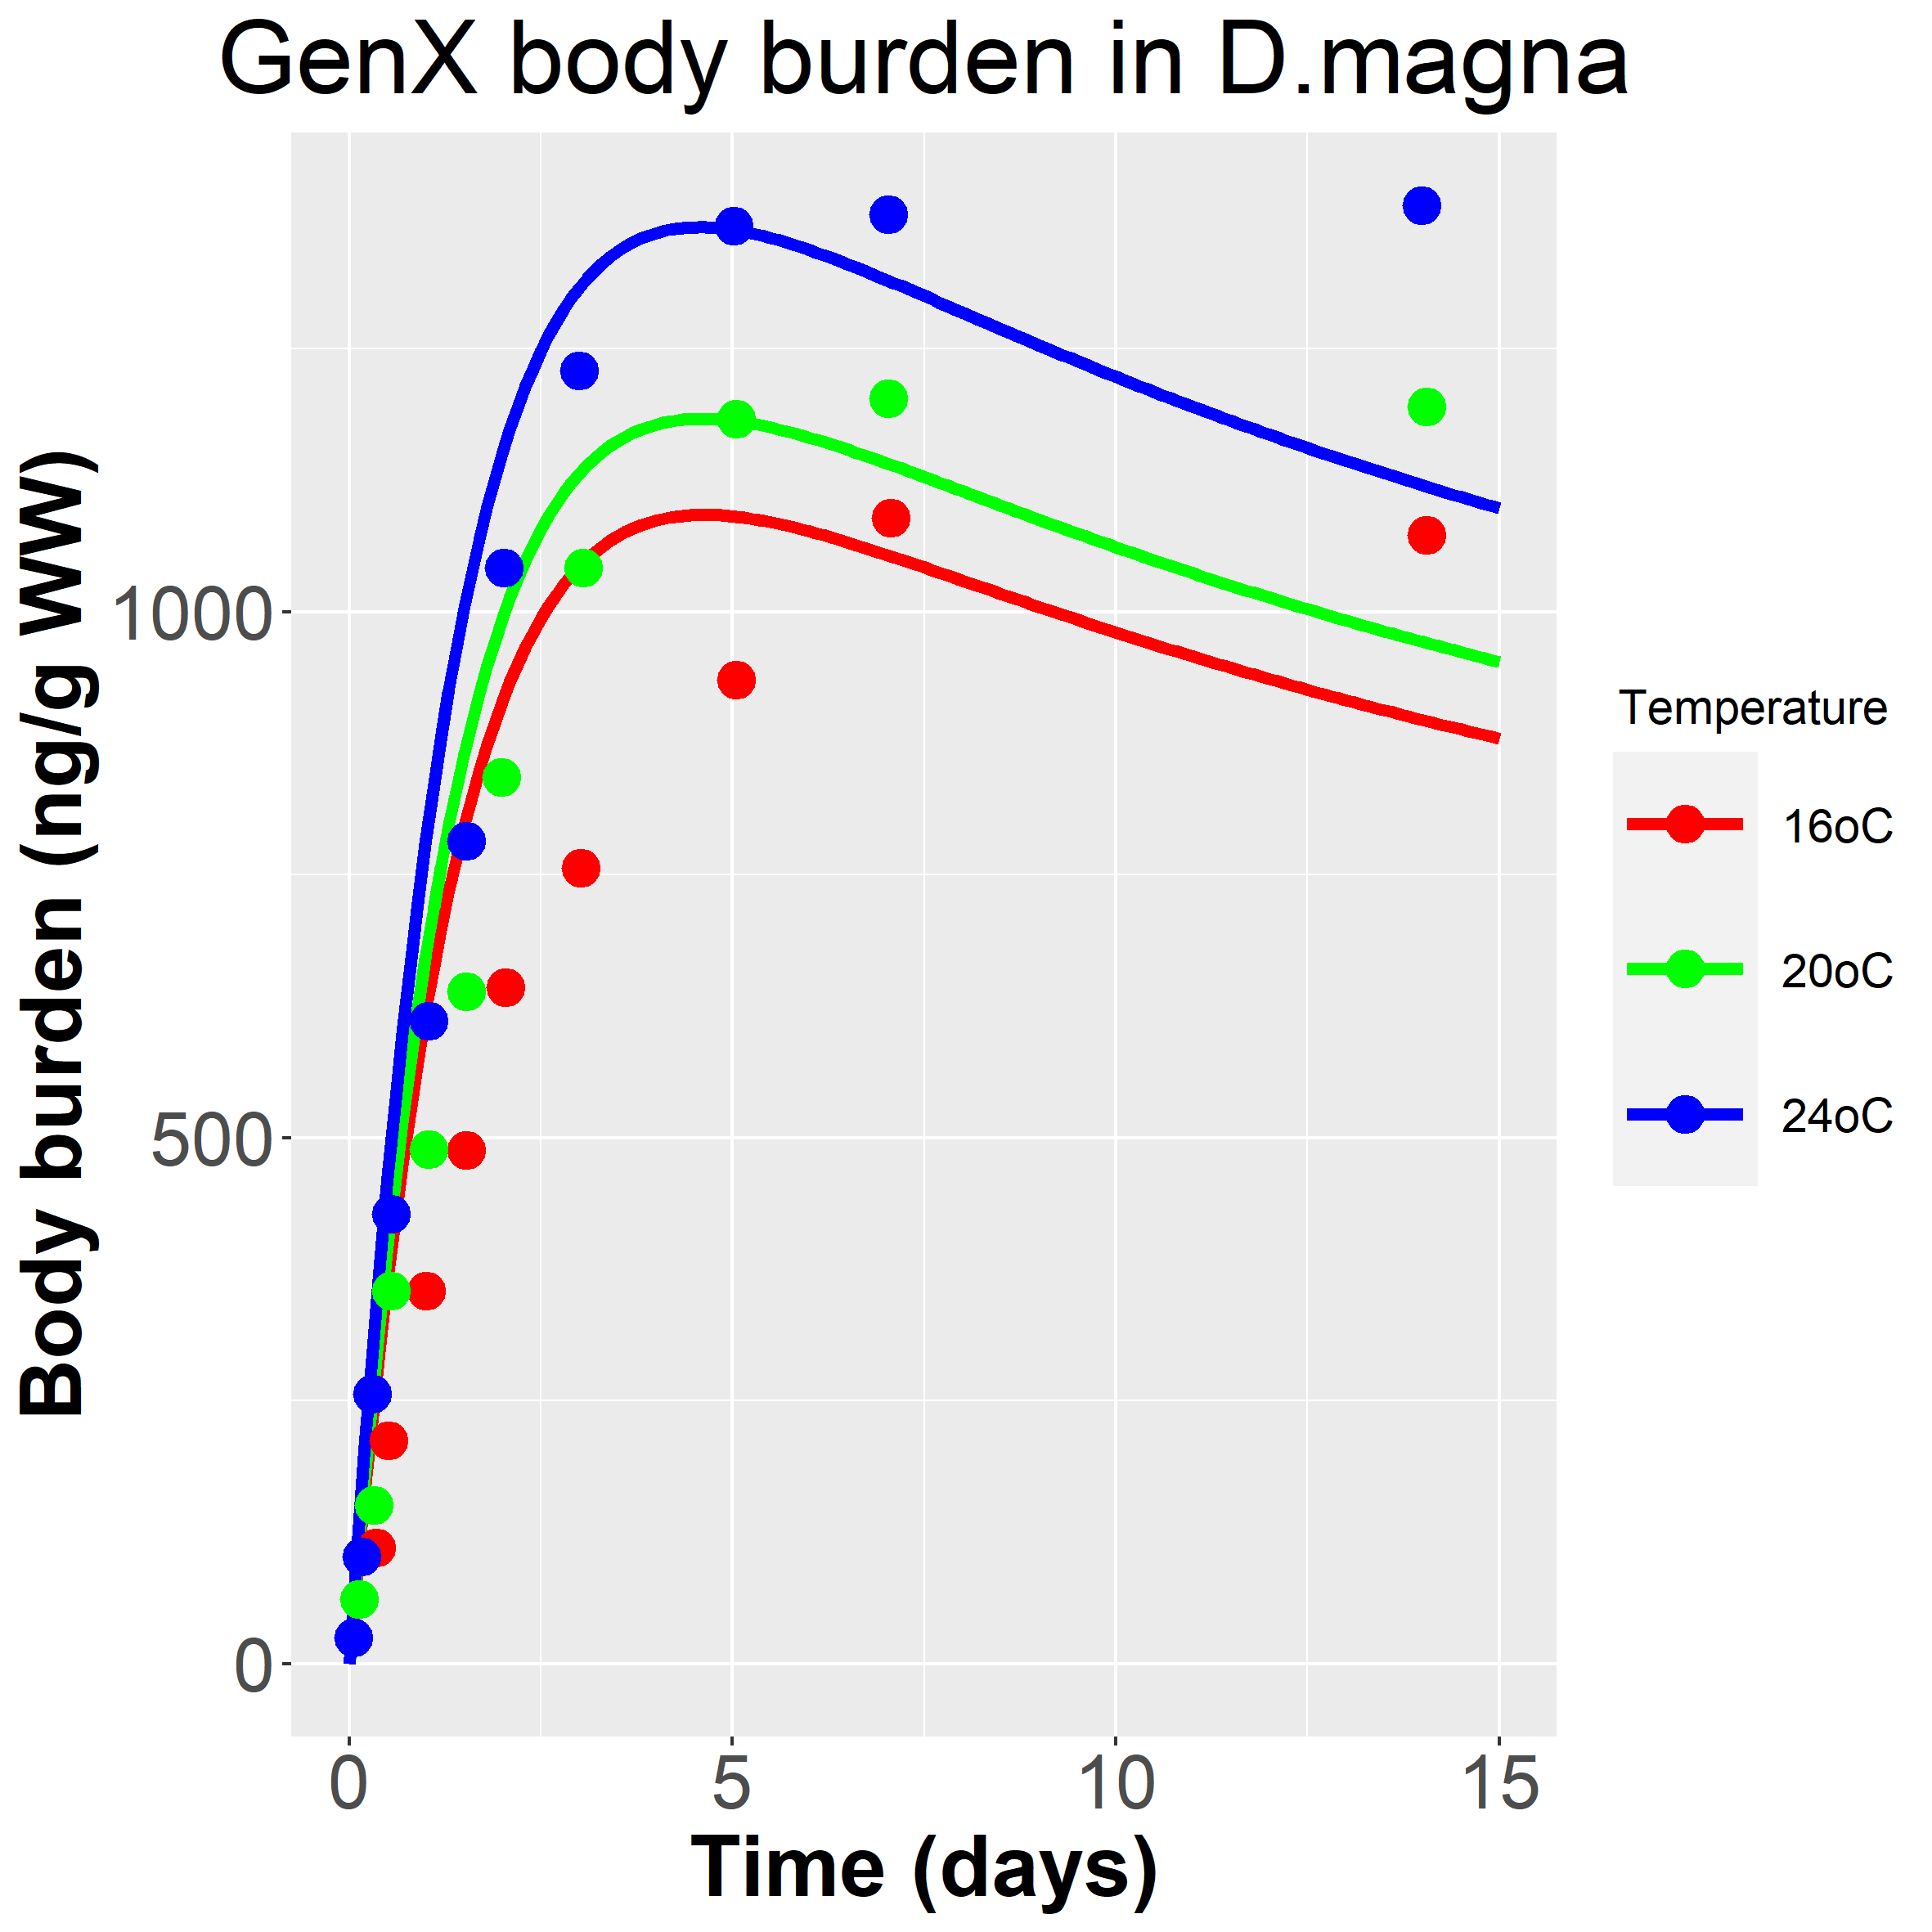 GenX body burden in D.magna
Body burden (ng/g WW)
1000
500
0
0 5 10 15
Time (days)
Temperature
16oC
20oC
24oC